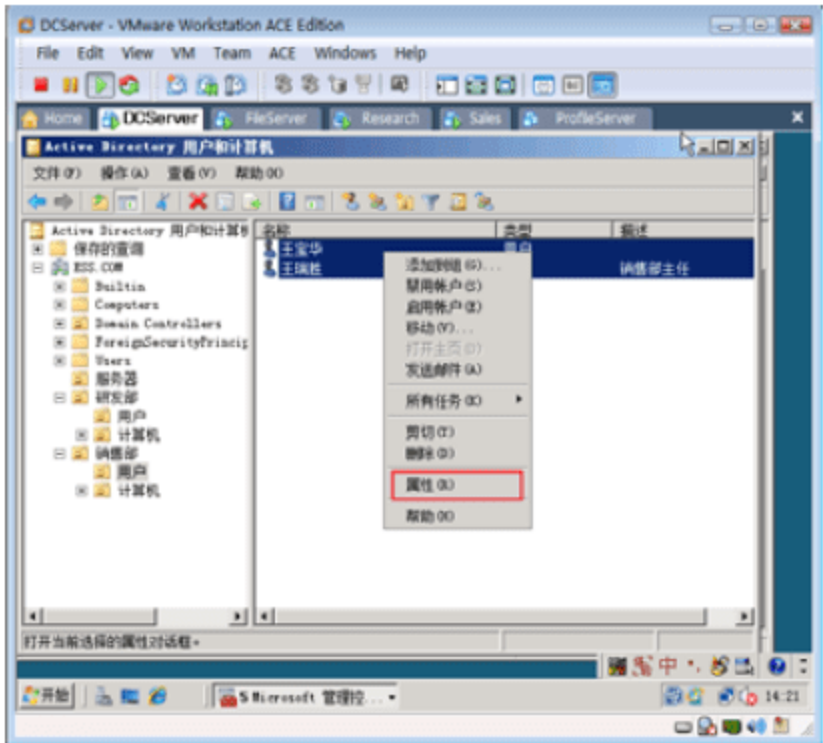 DCServer - VMware Workstation ACE Edition
File Edit View VM Team ACE Windows Help
Home DCServer FileServer Research Sales ProfileServer
Active Directory 用户和计算机
文件(F) 操作(A) 查看(V) 帮助(H)
Active Directory 用户和计算机 名称 类型 描述
保存的查询 王宝华 用户
ESS.COM 王瑞胜 销售部主任
Builtin
Computers
Domain Controllers
ForeignSecurityPrincip
Users
服务器
研发部
用户
计算机
销售部
用户
计算机
添加到组(G)...
禁用帐户(S)
启用帐户(E)
移动(V)...
打开主页(O)
发送邮件(A)
所有任务(K)
剪切(T)
删除(D)
属性(R)
帮助(H)
打开当前选择的属性对话框。
中
开始 5 Microsoft 管理控... 14:21